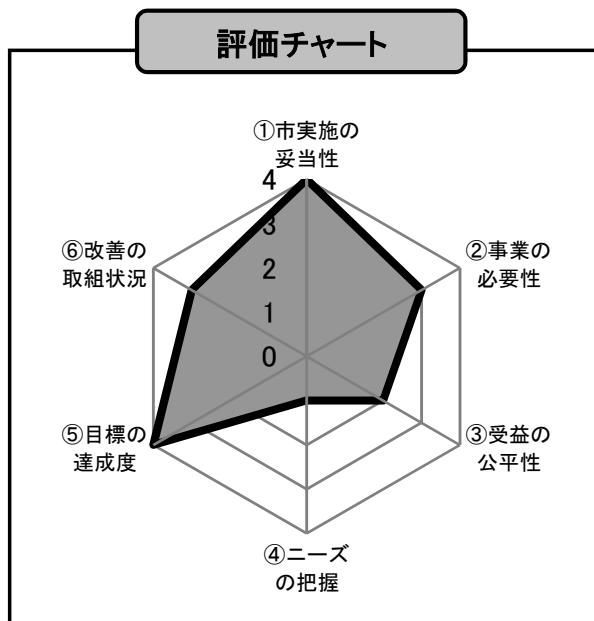 評価チャート
①市実施の
妥当性
4
3
2
1
0
②事業の
必要性
③受益の
公平性
④ニーズ
の把握
⑤目標の
達成度
⑥改善の
取組状況